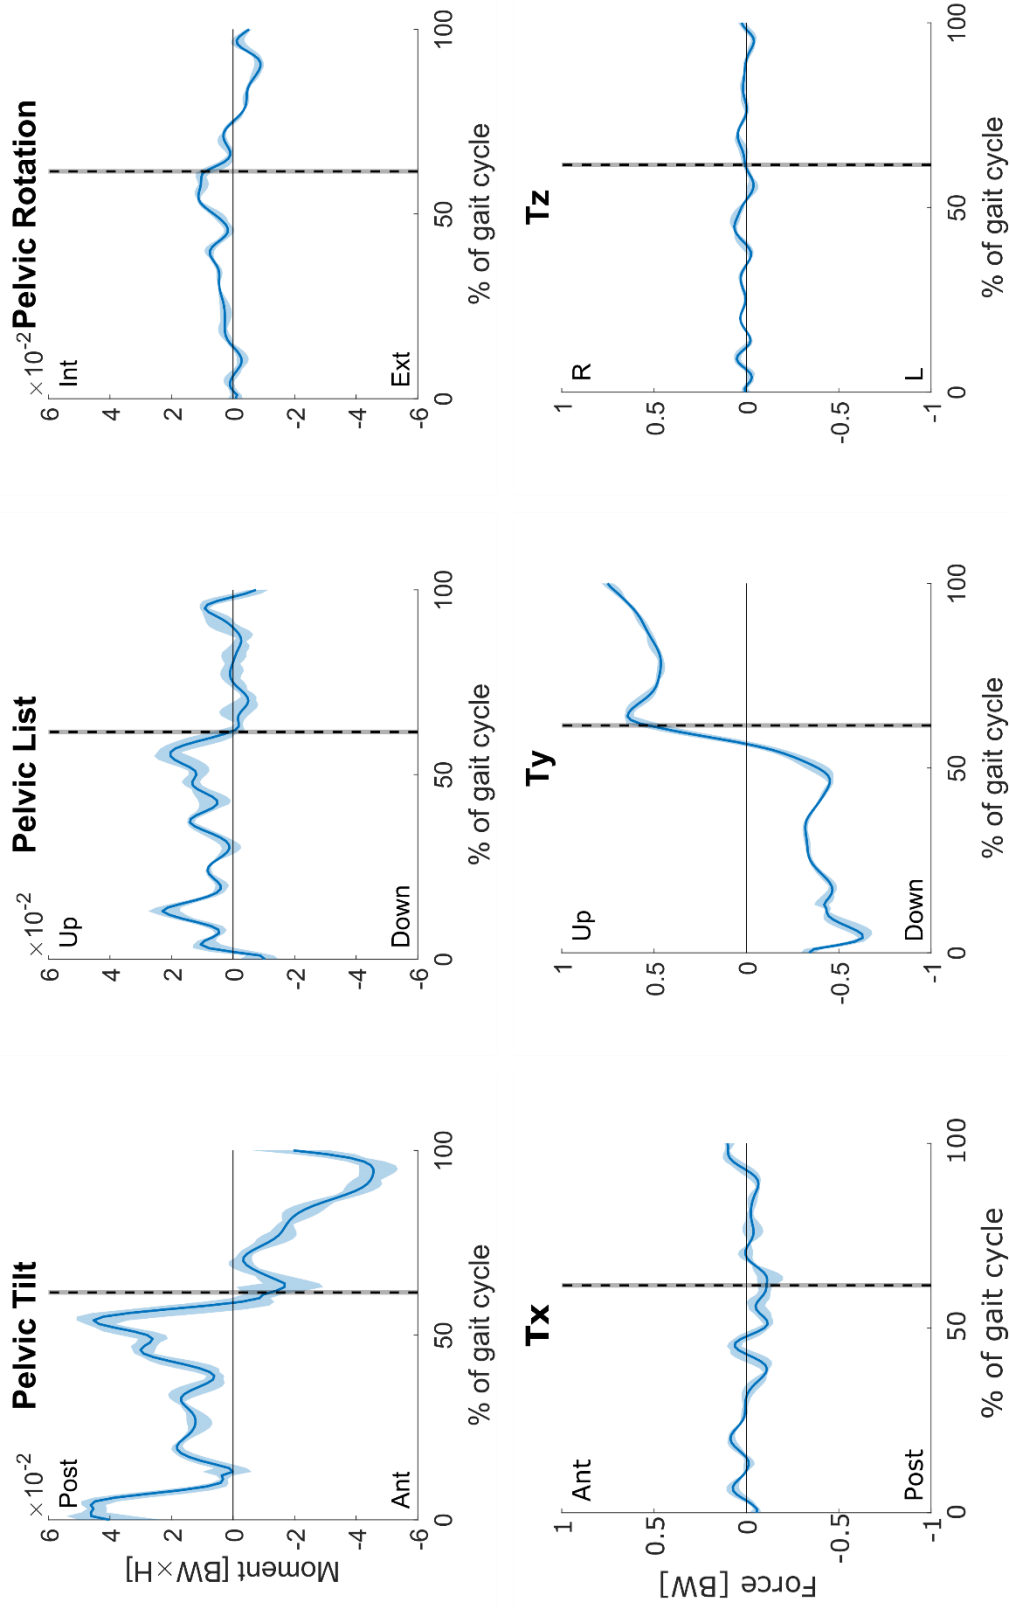 Pelvic Tilt
×10-2
Post
Ant
6
4
2
0
-2
-4
-6
Moment [BW×H]
0
50
100
% of gait cycle
Pelvic List
×10-2
Up
Down
6
4
2
0
-2
-4
-6
0
50
100
% of gait cycle
Pelvic Rotation
×10-2
Int
Ext
6
4
2
0
-2
-4
-6
0
50
100
% of gait cycle
Tx
Ant
Post
1
0.5
0
-0.5
-1
Force [BW]
0
50
100
% of gait cycle
Ty
Up
Down
1
0.5
0
-0.5
-1
0
50
100
% of gait cycle
Tz
R
L
1
0.5
0
-0.5
-1
0
50
100
% of gait cycle